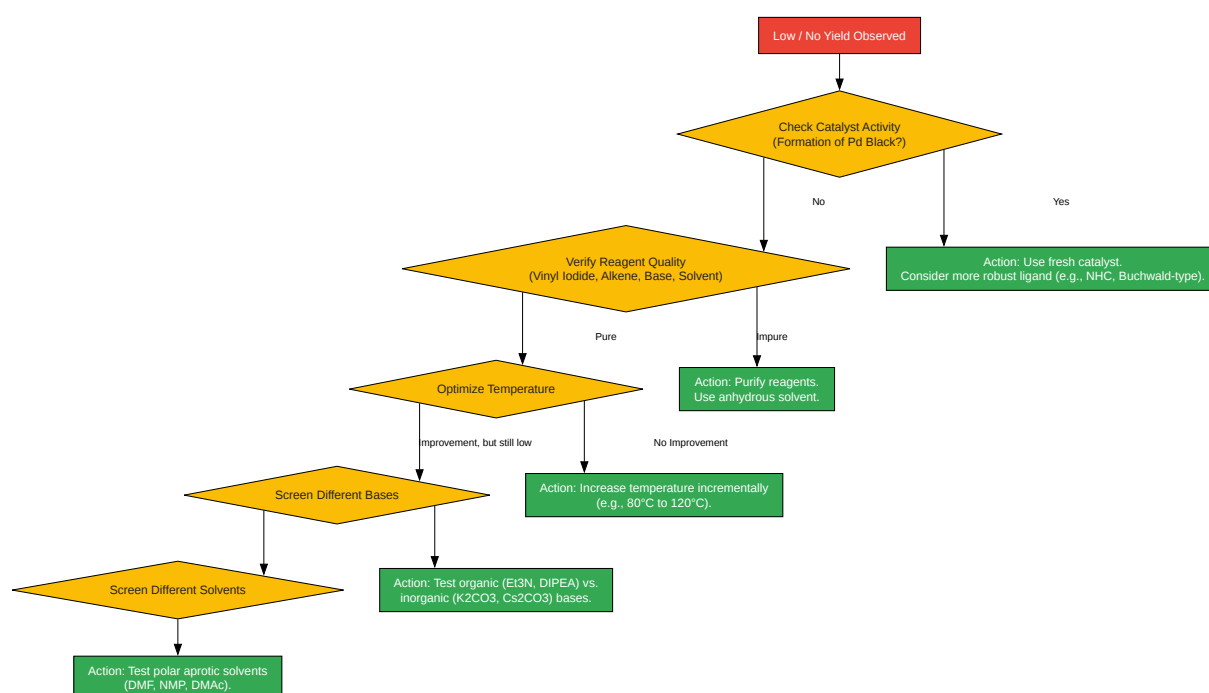 Low / No Yield Observed
Check Catalyst Activity
(Formation of Pd Black?)
No
Yes
Verify Reagent Quality
(Vinyl Iodide, Alkene, Base, Solvent)
Action: Use fresh catalyst.
Consider more robust ligand (e.g., NHC, Buchwald-type).
Pure
Impure
Optimize Temperature
Action: Purify reagents.
Use anhydrous solvent.
Improvement, but still low
No Improvement
Screen Different Bases
Action: Increase temperature incrementally
(e.g., 80°C to 120°C).
Screen Different Solvents
Action: Test organic (Et3N, DIPEA) vs.
inorganic (K2CO3, Cs2CO3) bases.
Action: Test polar aprotic solvents
(DMF, NMP, DMAc).